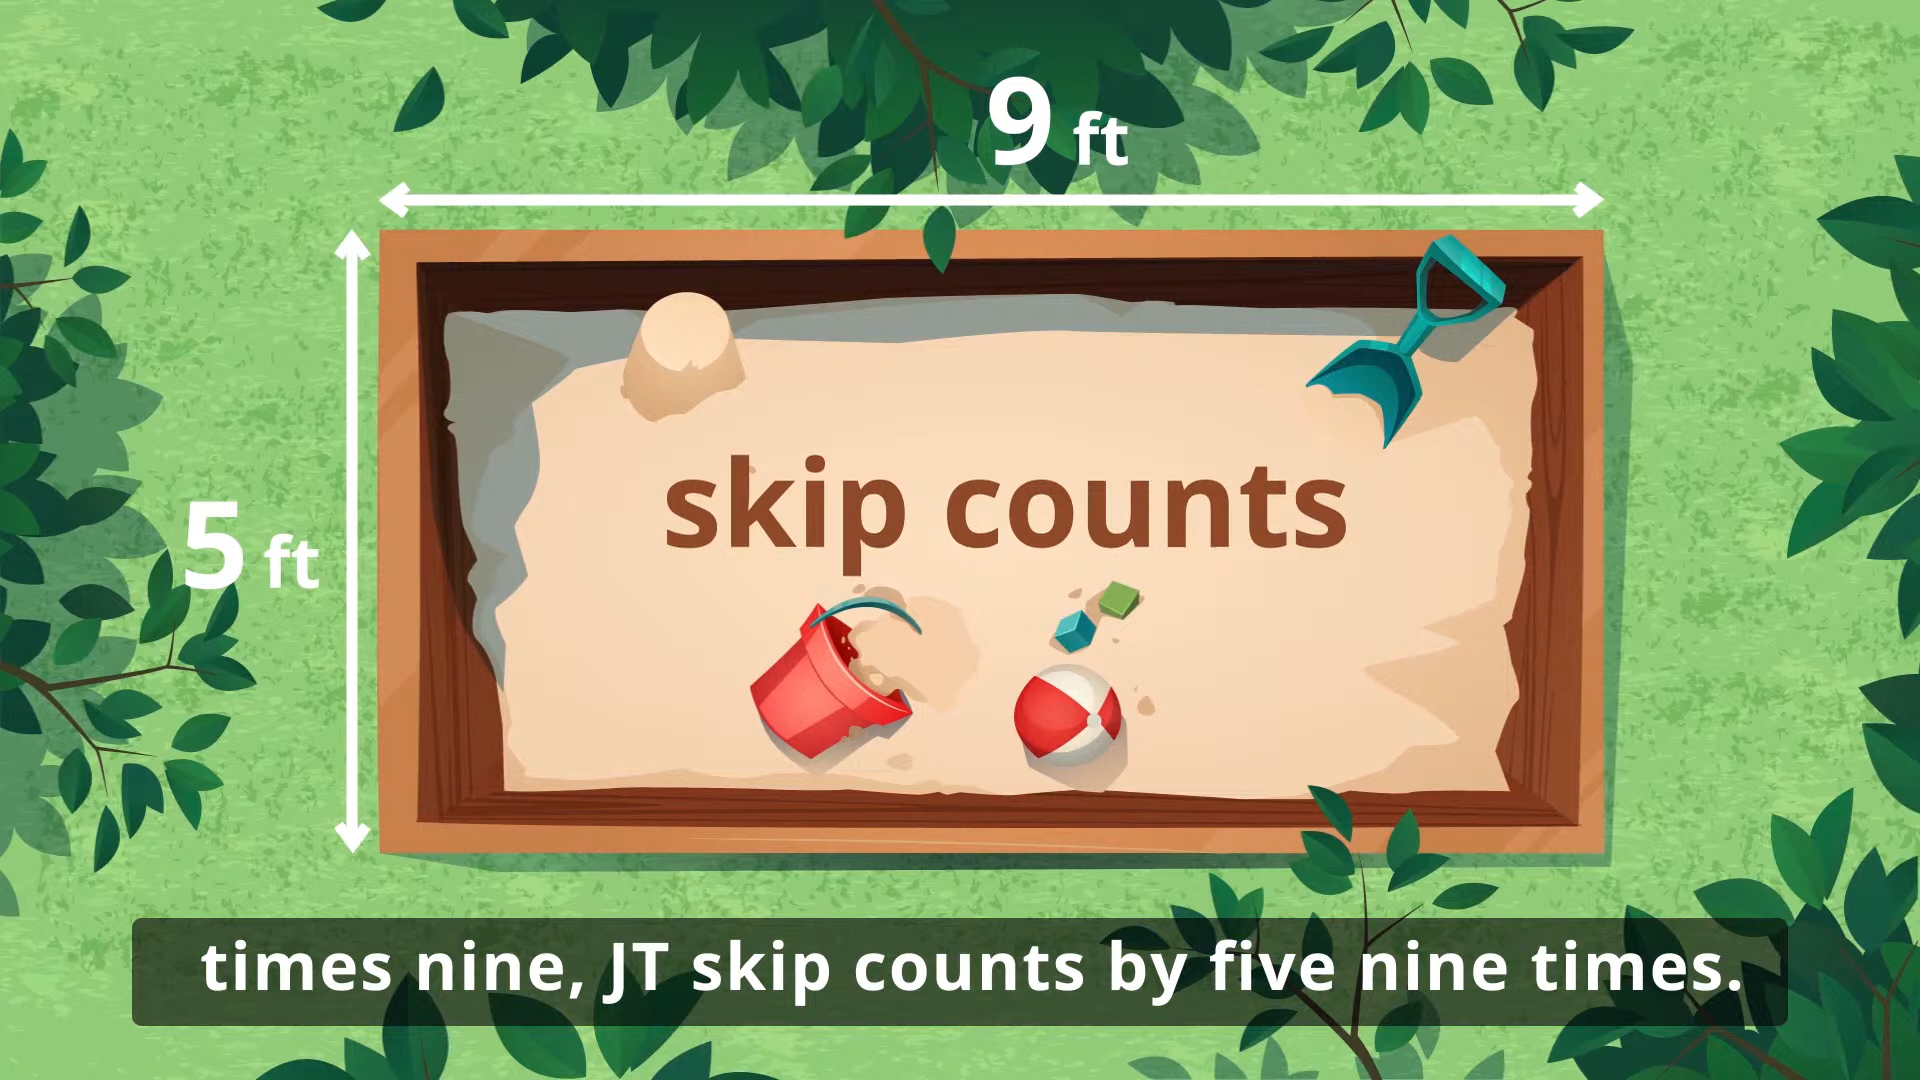 9 ft
5 ft
skip counts
times nine, JT skip counts by five nine times.